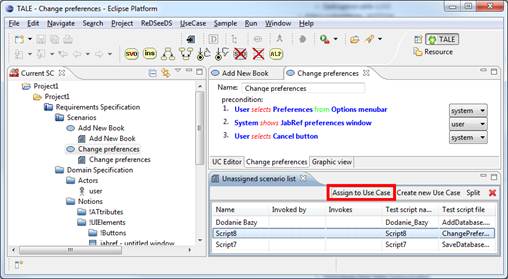 TALE - Change preferences - Eclipse Platform
File Edit Navigate Search Project ReDSeeDS UseCase Run Window Help
SVO ins ALT
TALE
Resource
Current SC
Project1
Project1
Requirements Specification
Scenarios
Add New Book
Add New Book
Change preferences
Change preferences
Domain Specification
Actors
user
Notions
!ATtributes
!UIElements
!Buttons
jabref - untitled window
Add New Book Change preferences
Name: Change preferences
precondition:
1. User selects Preferences from Options menubar system
2. System shows JabRef preferences window user
3. User selects Cancel button system
UC Editor Change preferences Graphic view
Unassigned scenario list
Assign to Use Case Create new Use Case Split
Name Invoked by Invokes Test script na... Test script file
Dodanie Bazy Dodanie_Bazy AddDatabase....
Script8 Script8 ChangePrefer...
Script7 Script7 SaveDatabase...